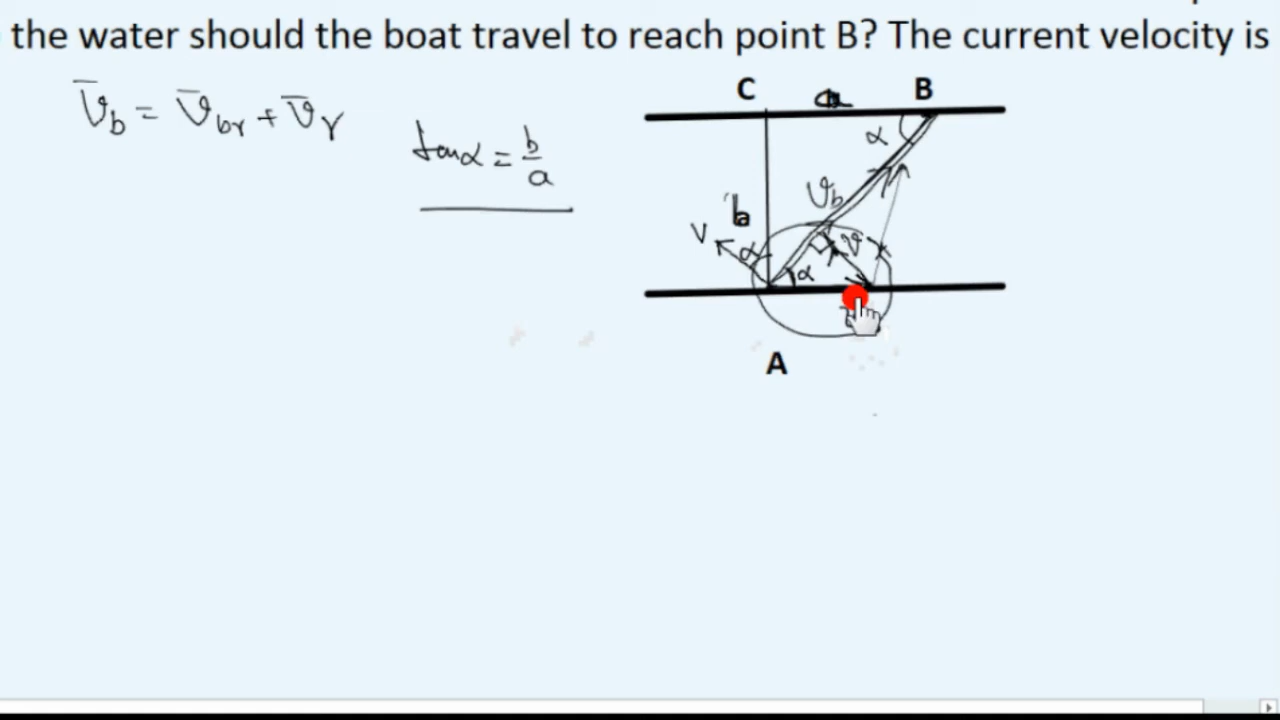 the water should the boat travel to reach point B? The current velocity is
v̄b = v̄br + v̄r
tanα = b/a
C a B
α
vb
b
v α v
α
A